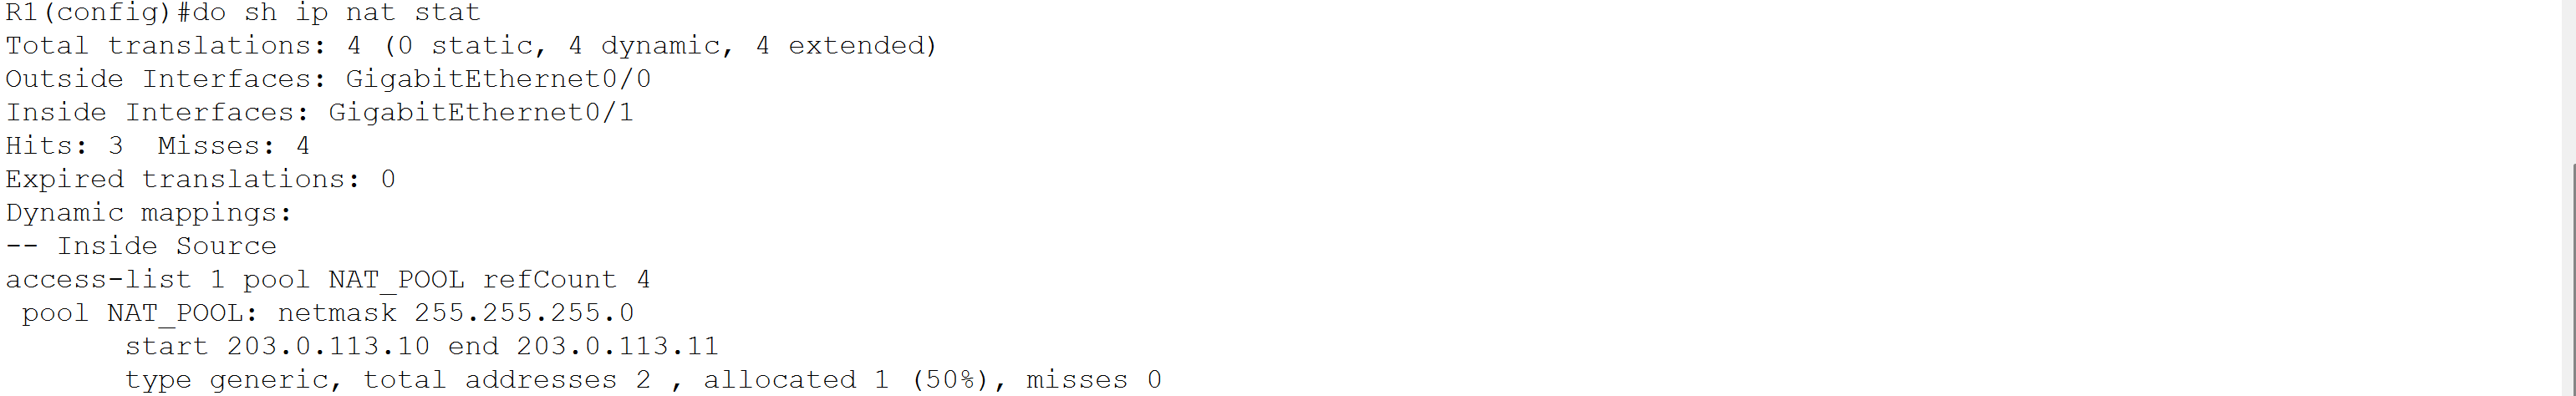 R1(config)#do sh ip nat stat
Total translations: 4 (0 static, 4 dynamic, 4 extended)
Outside Interfaces: GigabitEthernet0/0
Inside Interfaces: GigabitEthernet0/1
Hits: 3  Misses: 4
Expired translations: 0
Dynamic mappings:
-- Inside Source
access-list 1 pool NAT_POOL refCount 4
 pool NAT_POOL: netmask 255.255.255.0
       start 203.0.113.10 end 203.0.113.11
       type generic, total addresses 2 , allocated 1 (50%), misses 0